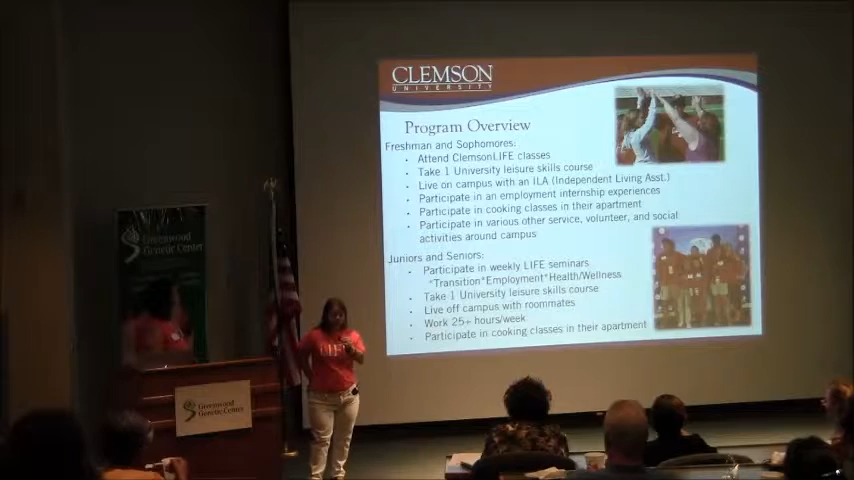 CLEMSON
UNIVERSITY
Program Overview
Freshman and Sophomores:
• Attend ClemsonLIFE classes
• Take 1 University leisure skills course
• Live on campus with an ILA (Independent Living Asst.)
• Participate in an employment internship experiences
• Participate in cooking classes in their apartment
• Participate in various other service, volunteer, and social
activities around campus
Juniors and Seniors:
• Participate in weekly LIFE seminars
*Transition*Employment*Health/Wellness
• Take 1 University leisure skills course
• Live off campus with roommates
• Work 25+ hours/week
• Participate in cooking classes in their apartment
Greenwood
Genetic Center
LIFE
Greenwood
Genetic Center